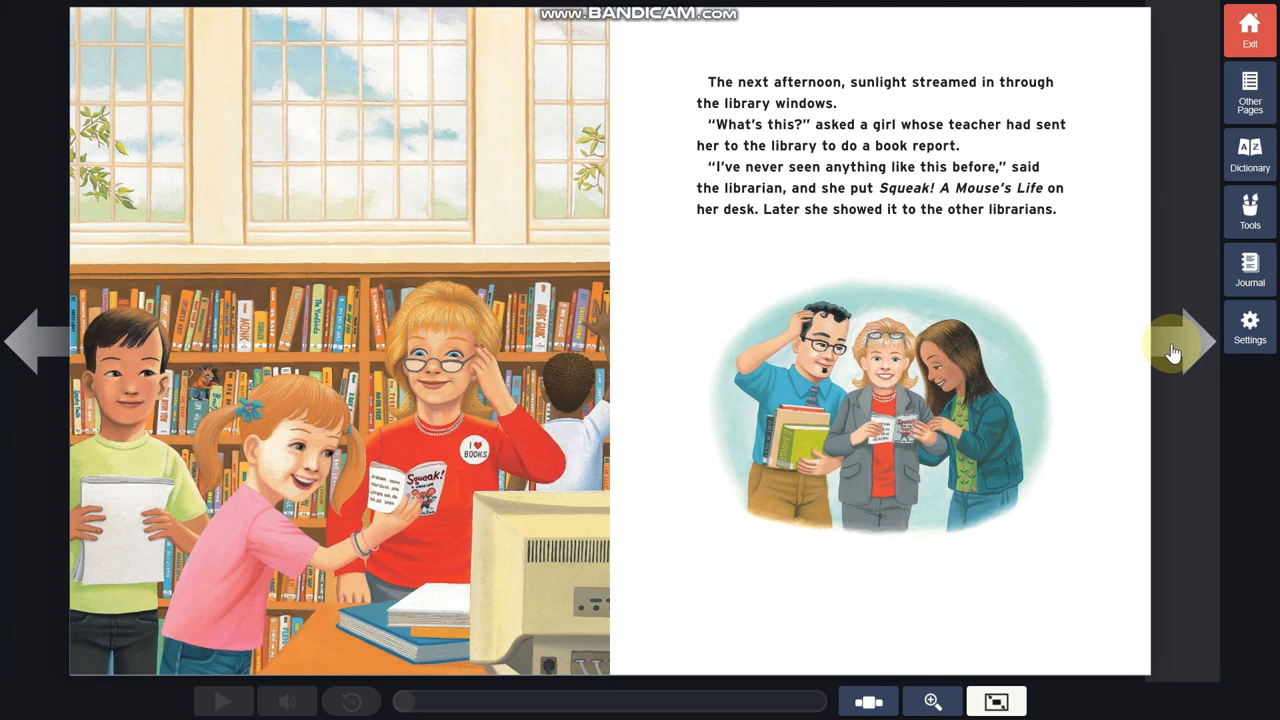 www.BANDICAM.com
The next afternoon, sunlight streamed in through
the library windows.
“What’s this?” asked a girl whose teacher had sent
her to the library to do a book report.
“I’ve never seen anything like this before,” said
the librarian, and she put Squeak! A Mouse’s Life on
her desk. Later she showed it to the other librarians.
I ♥
BOOKS
Squeak!
MONK
Exit
Other
Pages
A Z
Dictionary
Tools
Journal
Settings